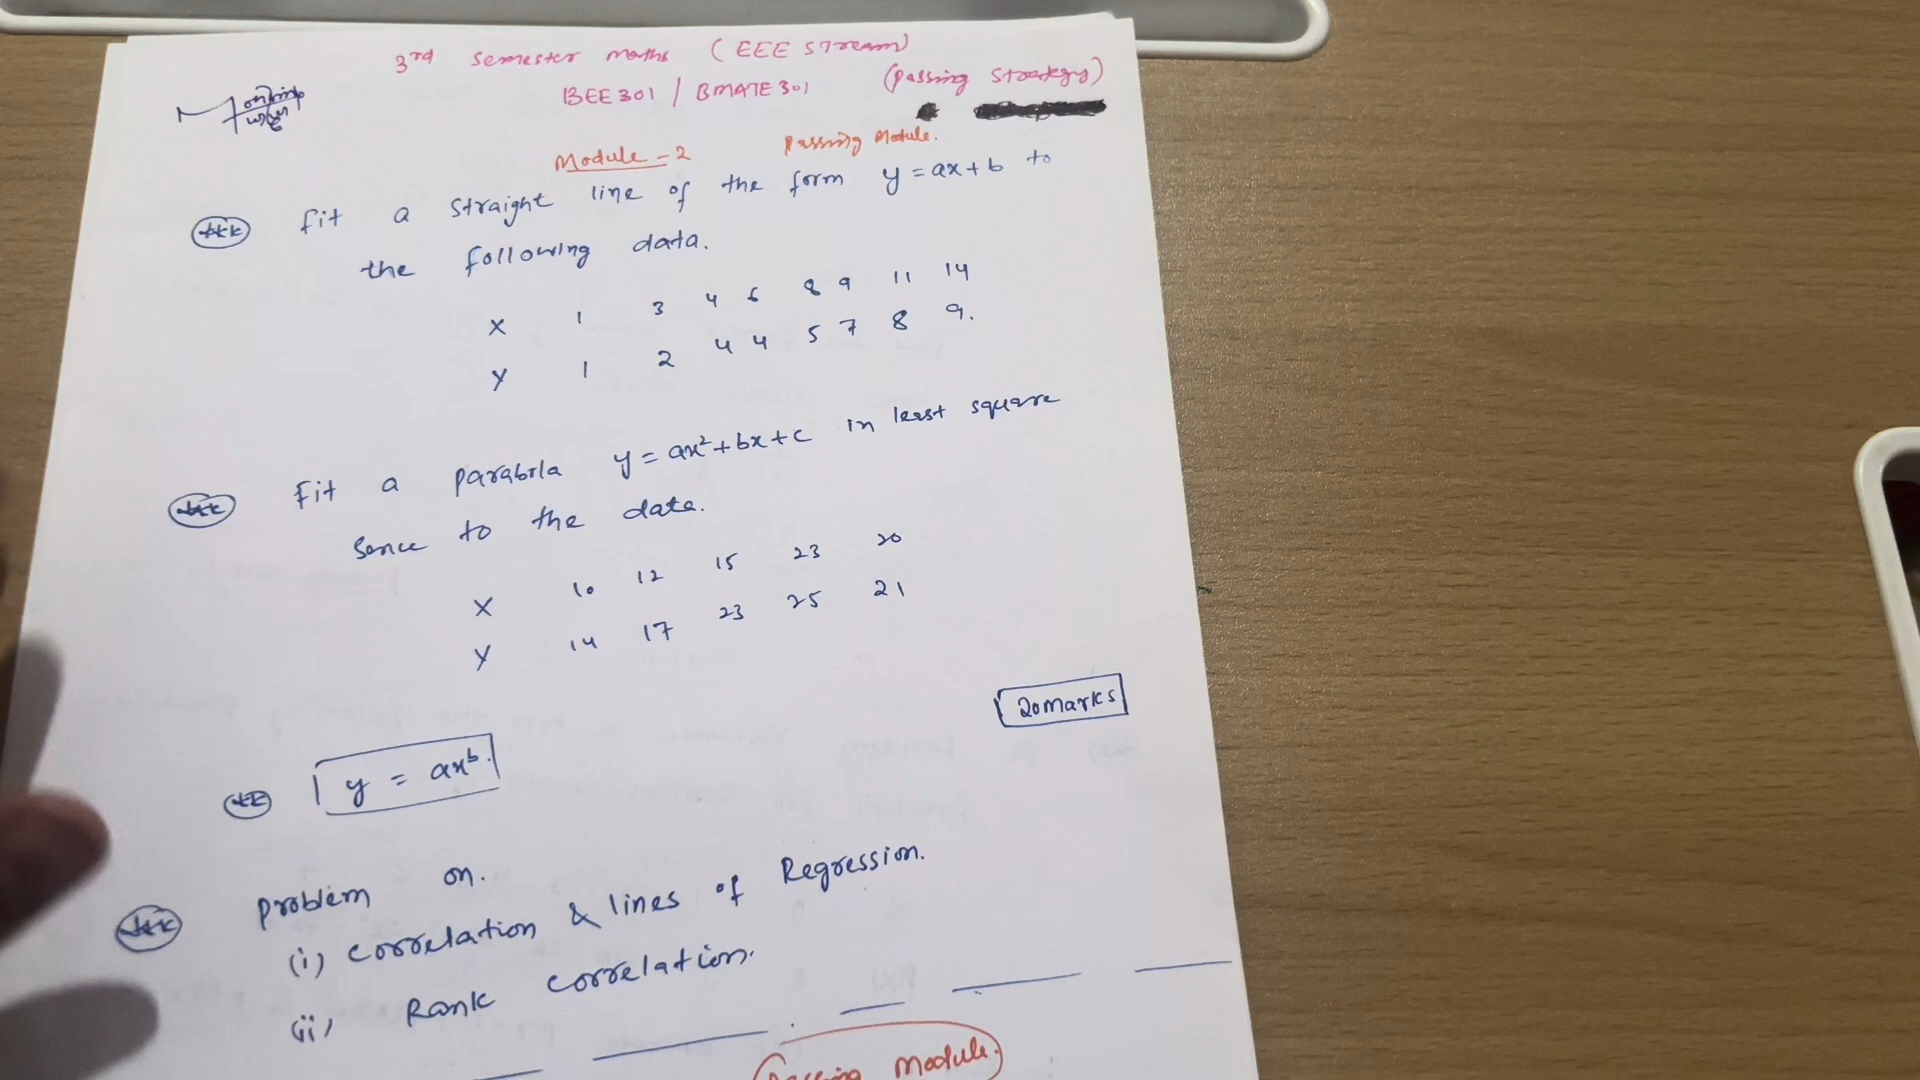 3rd semester maths (EEE stream)
BEE301 / BMATE301 (passing strategy)
Module - 2 passing Module.
*** Fit a straight line of the form y = ax + b to
the following data.
X 1 3 4 6 8 9 11 14
Y 1 2 4 4 5 7 8 9.
*** Fit a parabola y = ax² + bx + c in least square
sence to the data.
X 10 12 15 23 20
Y 14 17 23 25 21
20marks
** y = axᵇ.
*** problem on.
(i) correlation & lines of Regression.
(ii) Rank correlation.
passing Module.